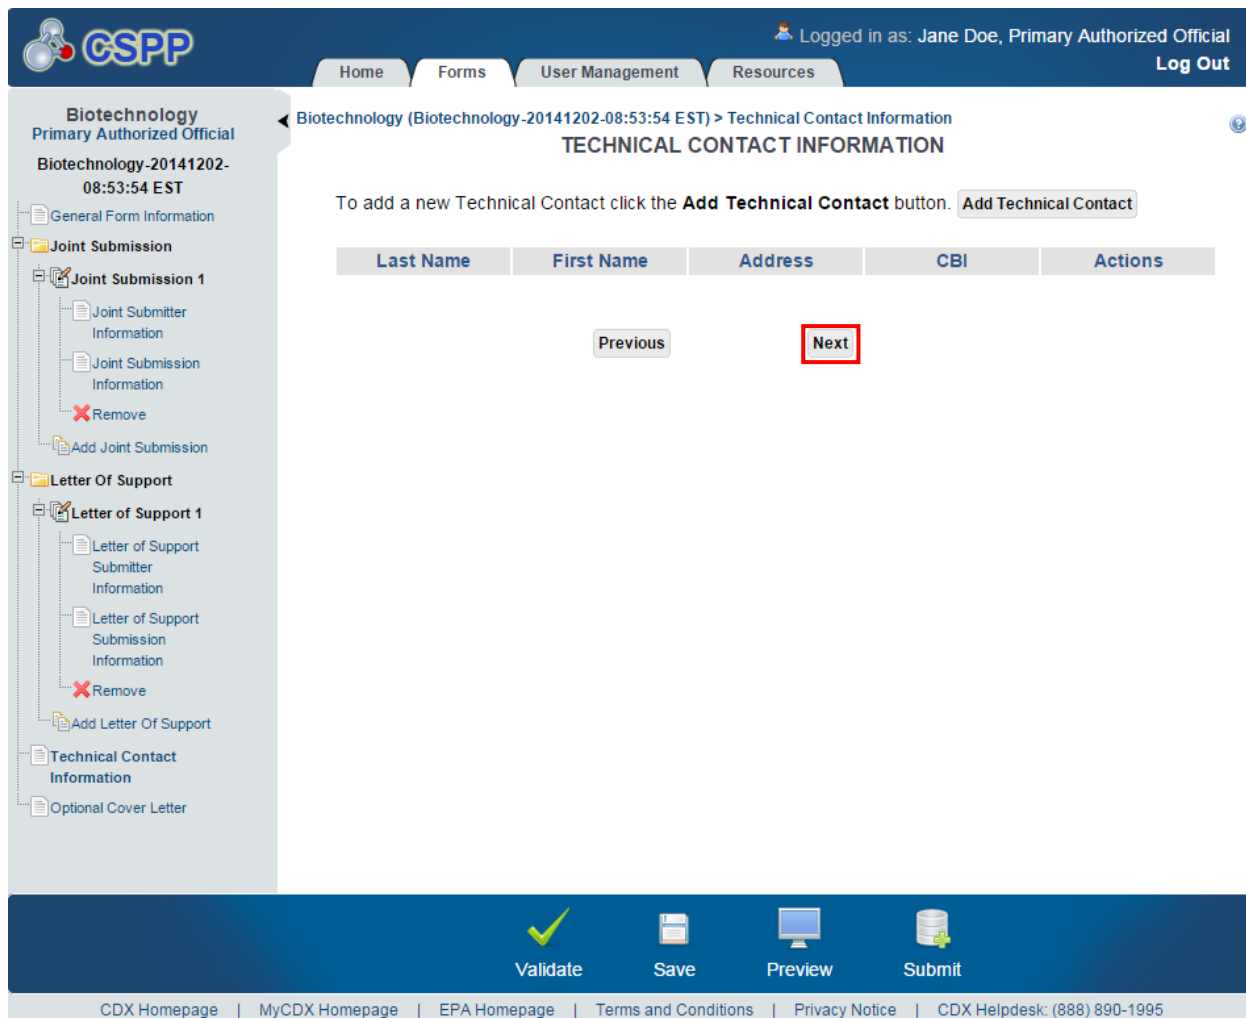 CSPP
Logged in as: Jane Doe, Primary Authorized Official
Log Out
Home
Forms
User Management
Resources
Biotechnology
Primary Authorized Official
Biotechnology-20141202-
08:53:54 EST
General Form Information
Joint Submission
Joint Submission 1
Joint Submitter
Information
Joint Submission
Information
Remove
Add Joint Submission
Letter Of Support
Letter of Support 1
Letter of Support
Submitter
Information
Letter of Support
Submission
Information
Remove
Add Letter Of Support
Technical Contact
Information
Optional Cover Letter
Biotechnology (Biotechnology-20141202-08:53:54 EST) > Technical Contact Information
TECHNICAL CONTACT INFORMATION
To add a new Technical Contact click the Add Technical Contact button. Add Technical Contact
Last Name First Name Address CBI Actions
Previous Next
Validate Save Preview Submit
CDX Homepage | MyCDX Homepage | EPA Homepage | Terms and Conditions | Privacy Notice | CDX Helpdesk: (888) 890-1995